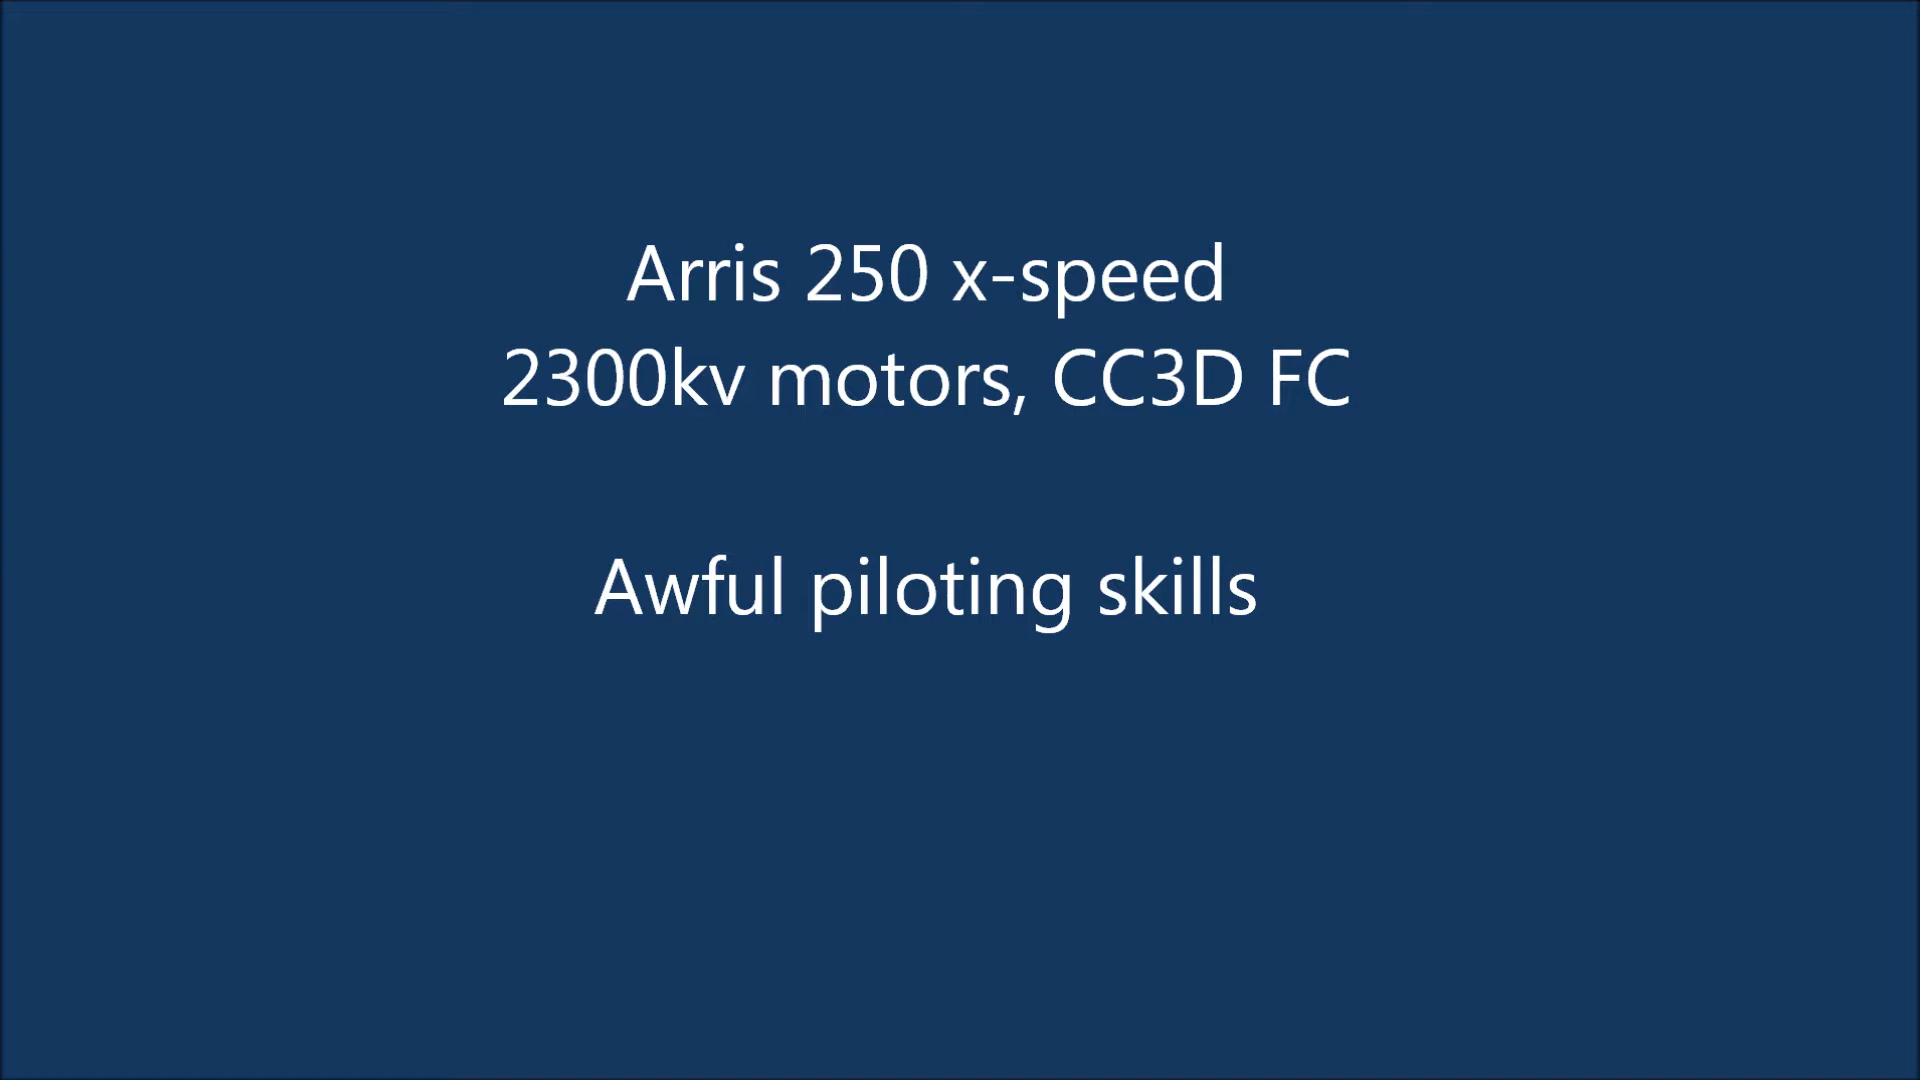 Arris 250 x-speed
2300kv motors, CC3D FC
Awful piloting skills